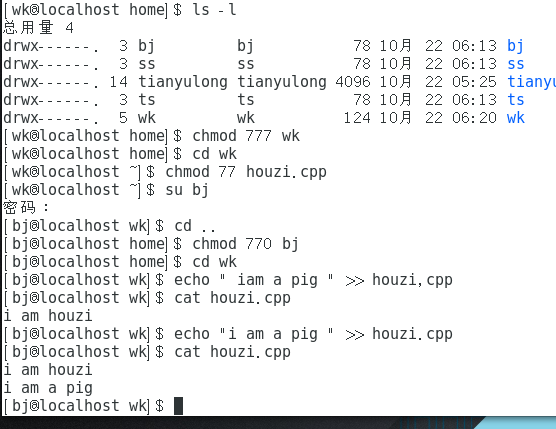 [wk@localhost home]$ ls -l
总用量 4
drwx------. 3 bj bj 78 10月 22 06:13 bj
drwx------. 3 ss ss 78 10月 22 06:13 ss
drwx------. 14 tianyulong tianyulong 4096 10月 22 05:25 tianyulong
drwx------. 3 ts ts 78 10月 22 06:13 ts
drwx------. 5 wk wk 124 10月 22 06:20 wk
[wk@localhost home]$ chmod 777 wk
[wk@localhost home]$ cd wk
[wk@localhost ~]$ chmod 77 houzi.cpp
[wk@localhost ~]$ su bj
密码：
[bj@localhost wk]$ cd ..
[bj@localhost home]$ chmod 770 bj
[bj@localhost home]$ cd wk
[bj@localhost wk]$ echo " iam a pig " >> houzi,cpp
[bj@localhost wk]$ cat houzi.cpp
i am houzi
[bj@localhost wk]$ echo "i am a pig " >> houzi.cpp
[bj@localhost wk]$ cat houzi.cpp
i am houzi
i am a pig
[bj@localhost wk]$